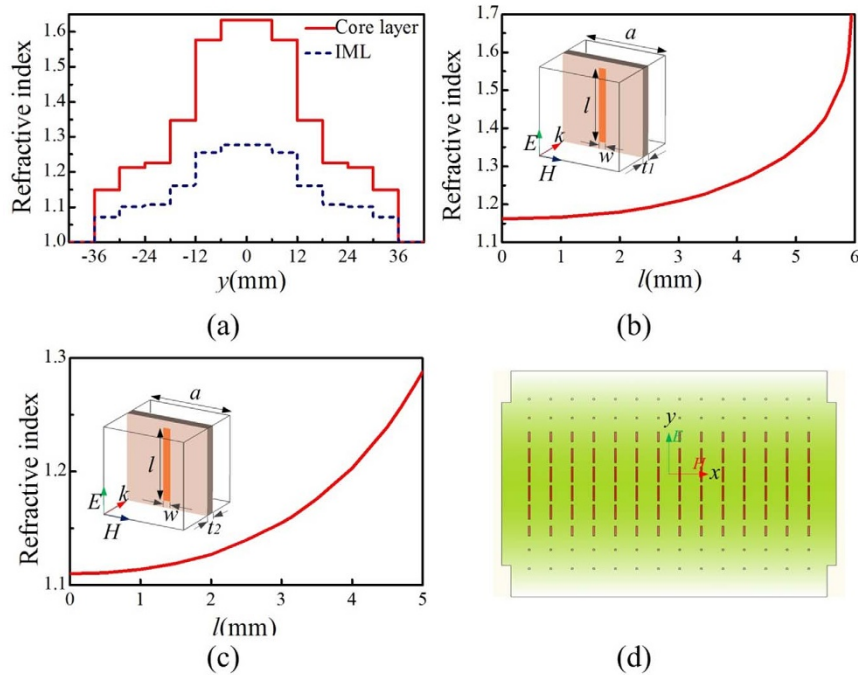 1.6
1.5
1.4
1.3
1.2
1.1
1.0
Refractive index
Core layer
IML
-36 -24 -12 0 12 24 36
y(mm)
(a)
1.7
1.6
1.5
1.4
1.3
1.2
1.1
Refractive index
a
l
E k
w
H t1
0 1 2 3 4 5 6
l(mm)
(b)
1.3
1.2
1.1
Refractive index
a
l
E k
w
H t2
0 1 2 3 4 5
l(mm)
(c)
y
E
H x
(d)